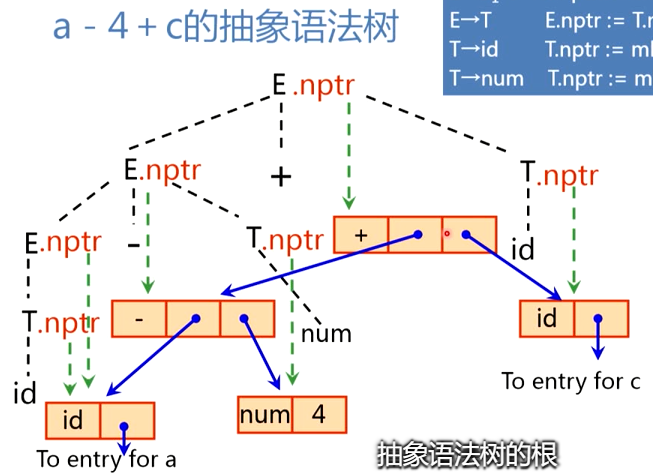 a - 4 + c的抽象语法树
E→T E.nptr := T.
T→id T.nptr := m
T→num T.nptr := m
E.nptr
E.nptr
+
T.nptr
E.nptr
-
T.nptr
+
id
T.nptr
-
num
id
id
num 4
id
To entry for c
To entry for a
抽象语法树的根